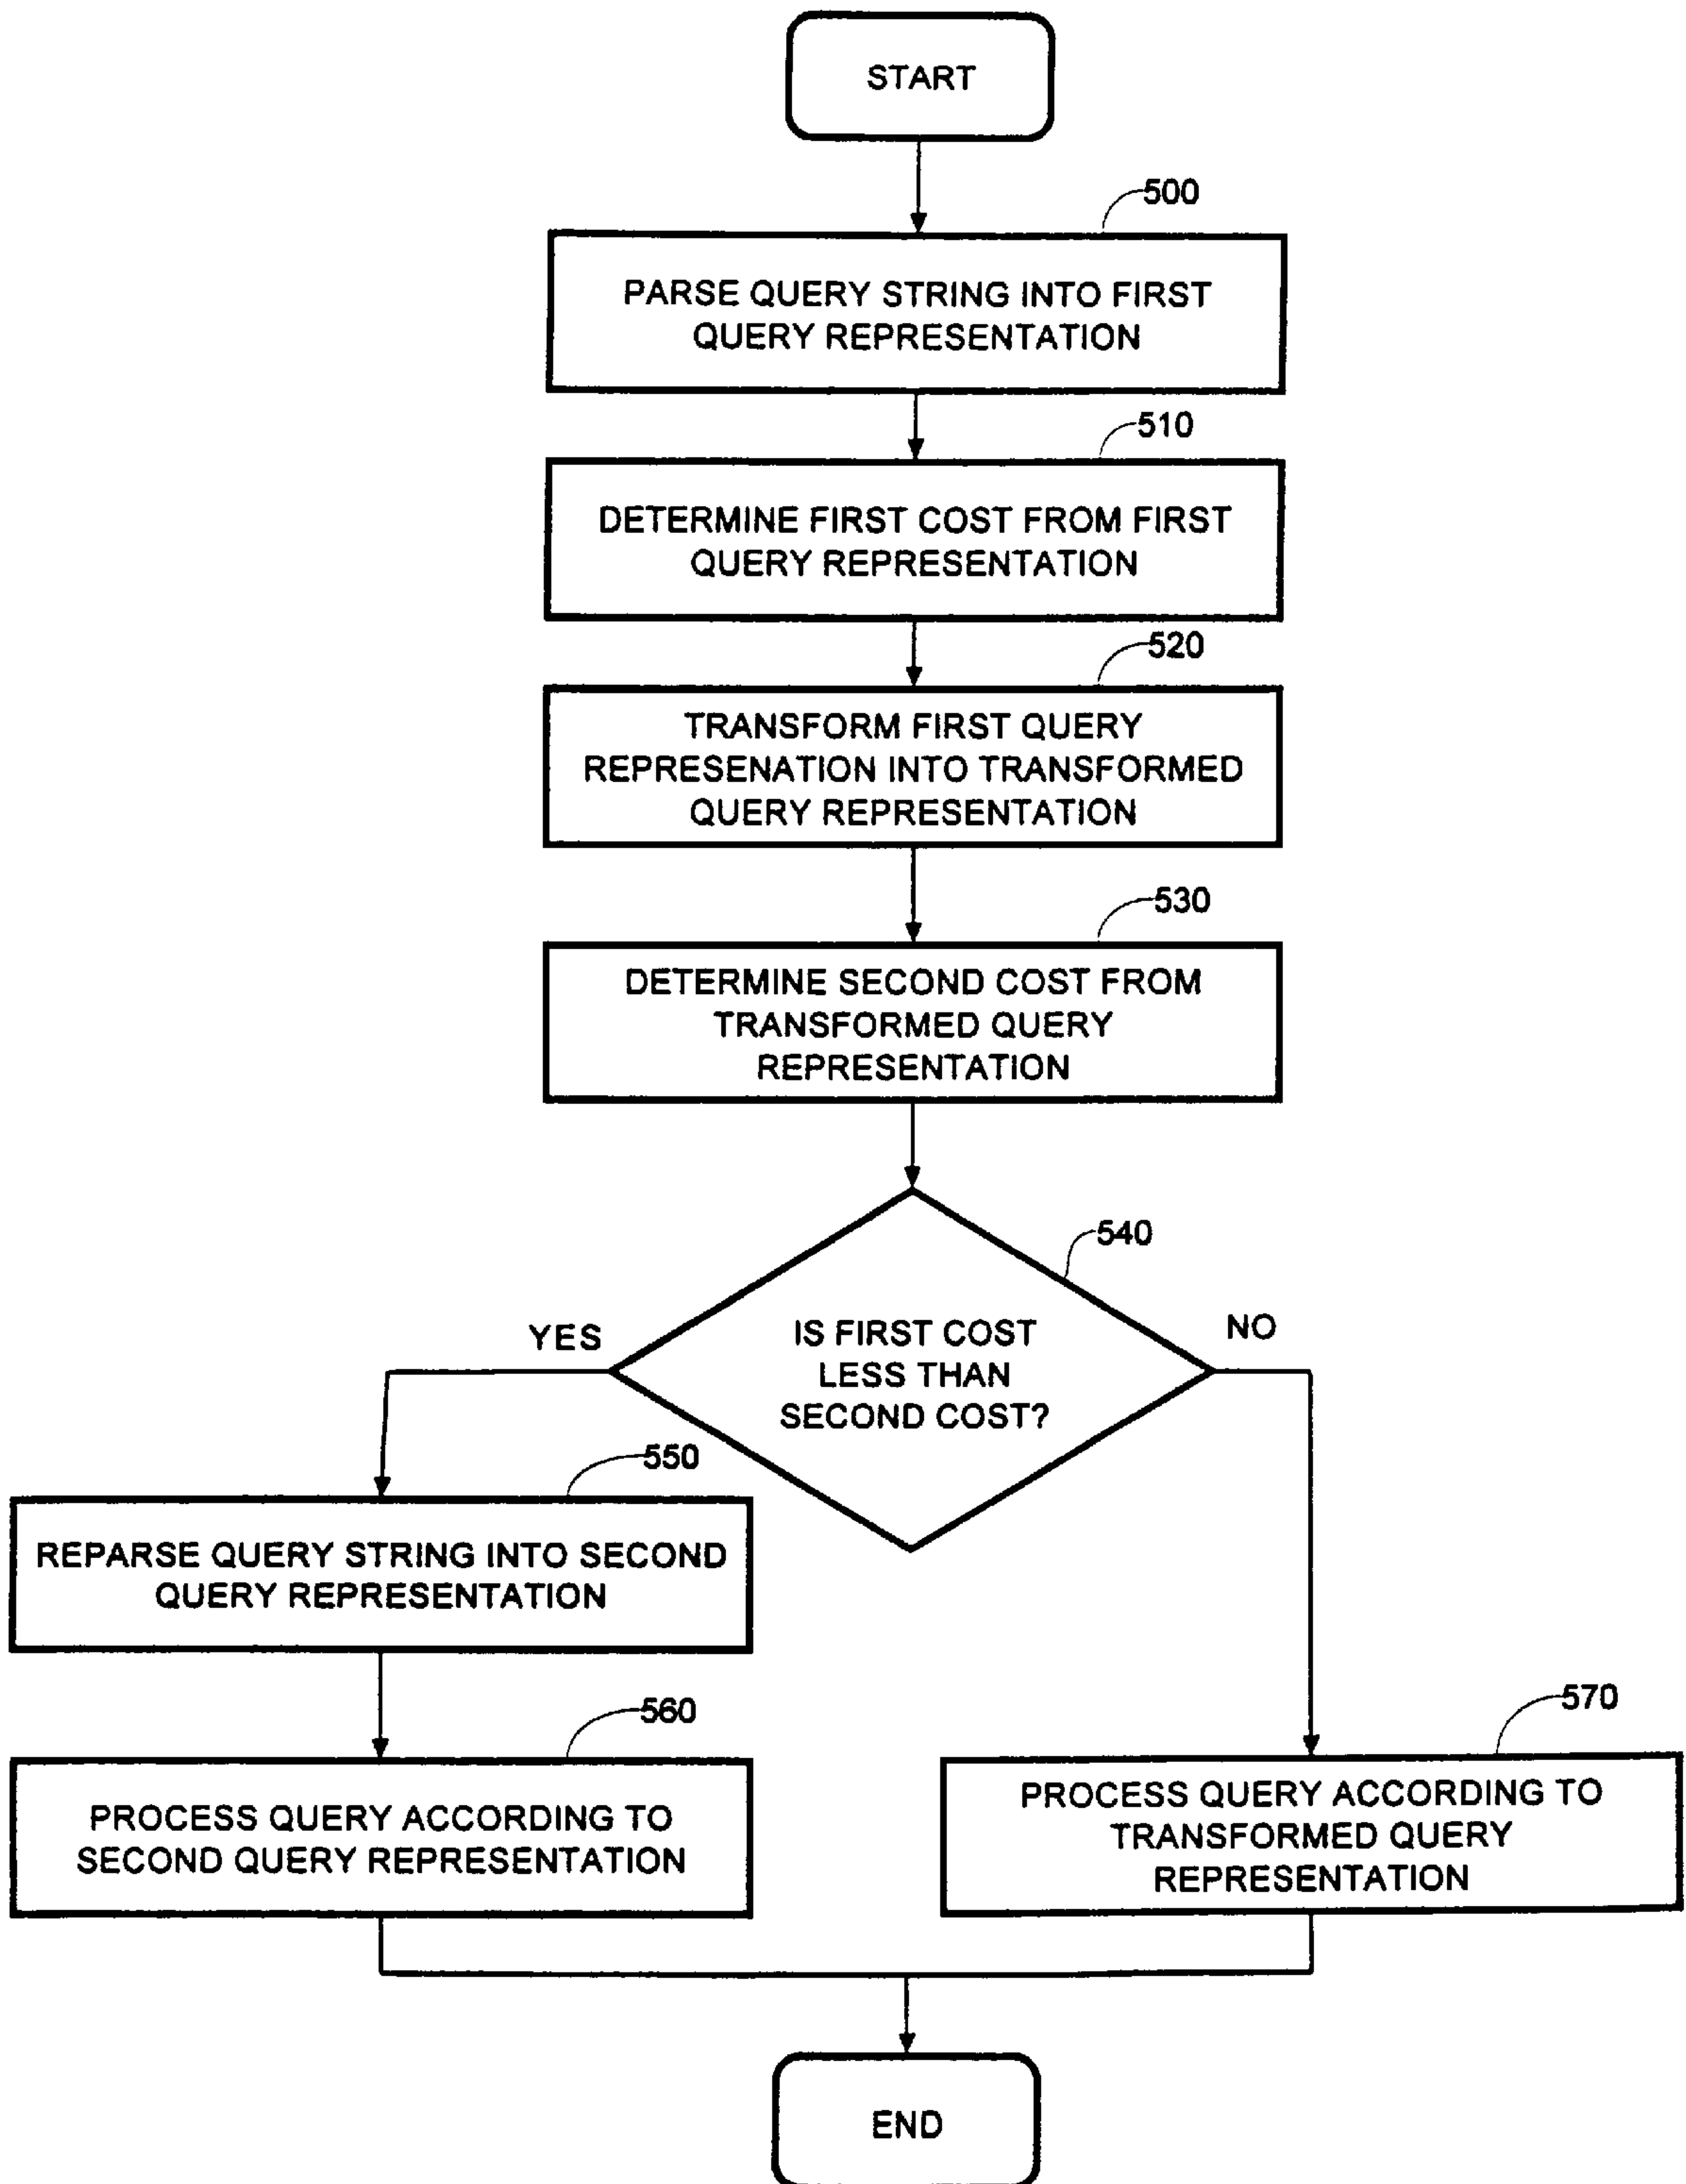 START
500
PARSE QUERY STRING INTO FIRST
QUERY REPRESENTATION
510
DETERMINE FIRST COST FROM FIRST
QUERY REPRESENTATION
520
TRANSFORM FIRST QUERY
REPRESENATION INTO TRANSFORMED
QUERY REPRESENTATION
530
DETERMINE SECOND COST FROM
TRANSFORMED QUERY
REPRESENTATION
540
IS FIRST COST
LESS THAN
SECOND COST?
YES
NO
550
REPARSE QUERY STRING INTO SECOND
QUERY REPRESENTATION
560
PROCESS QUERY ACCORDING TO
SECOND QUERY REPRESENTATION
570
PROCESS QUERY ACCORDING TO
TRANSFORMED QUERY
REPRESENTATION
END